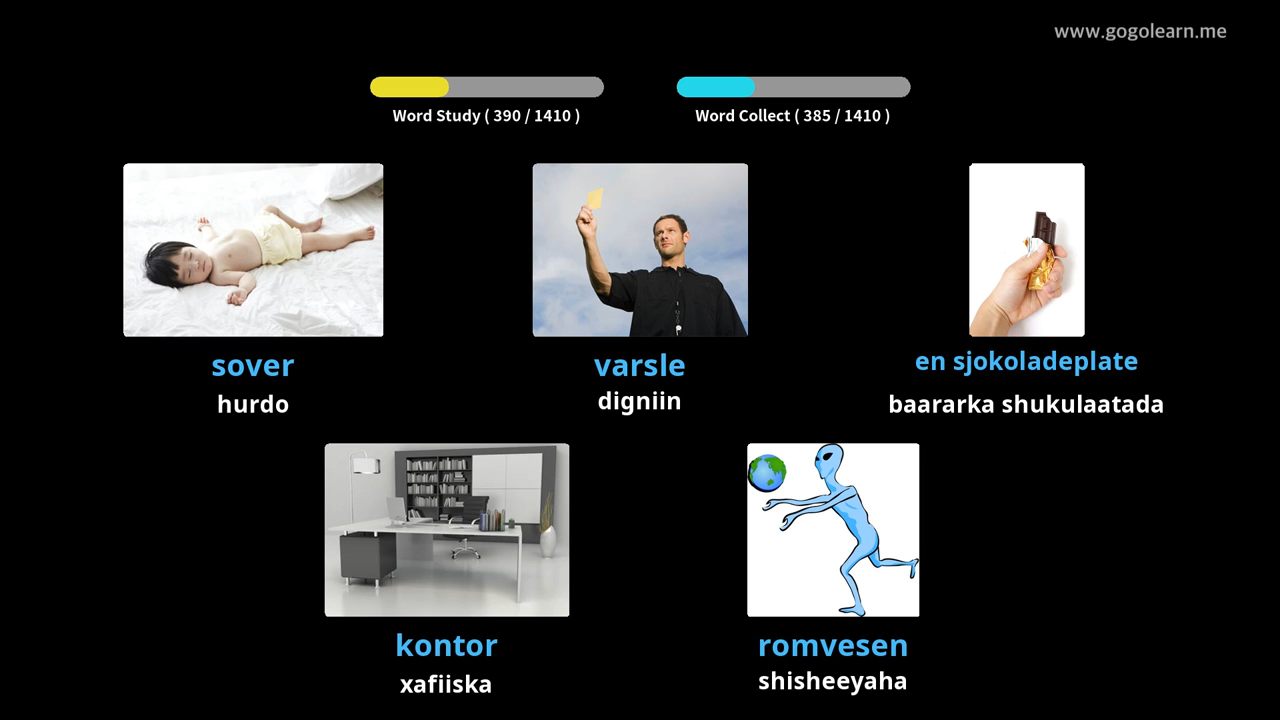 www.gogolearn.me
Word Study ( 390 / 1410 )
Word Collect ( 385 / 1410 )
sover
hurdo
varsle
digniin
en sjokoladeplate
baararka shukulaatada
kontor
xafiiska
romvesen
shisheeyaha